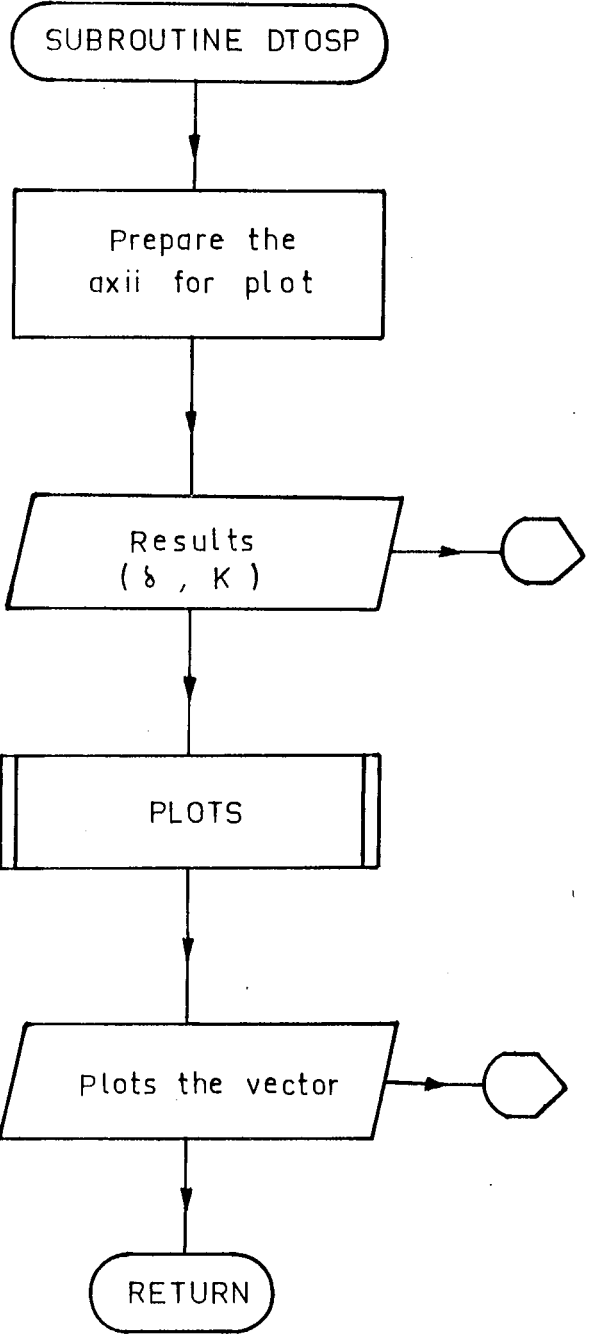 SUBROUTINE DTOSP
Prepare the
axii for plot
Results
(δ, K)
PLOTS
Plots the vector
RETURN